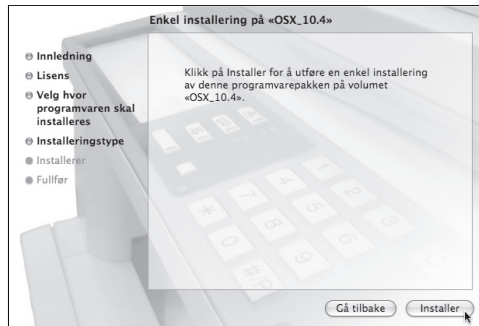 Enkel installering på «OSX_10.4»
Innledning
Lisens
Velg hvor
programvaren skal
installeres
Installeringstype
Installerer
Fullfør
Klikk på Installer for å utføre en enkel installering
av denne programvarepakken på volumet
«OSX_10.4».
Gå tilbake
Installer